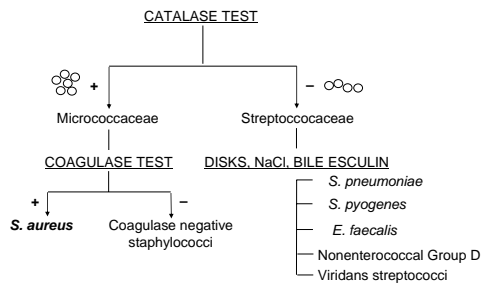 CATALASE TEST
+
–
Micrococcaceae
Streptoccocaceae
COAGULASE TEST
DISKS, NaCl, BILE ESCULIN
+
–
S. aureus
Coagulase negative
staphylococci
S. pneumoniae
S. pyogenes
E. faecalis
Nonenterococcal Group D
Viridans streptococci